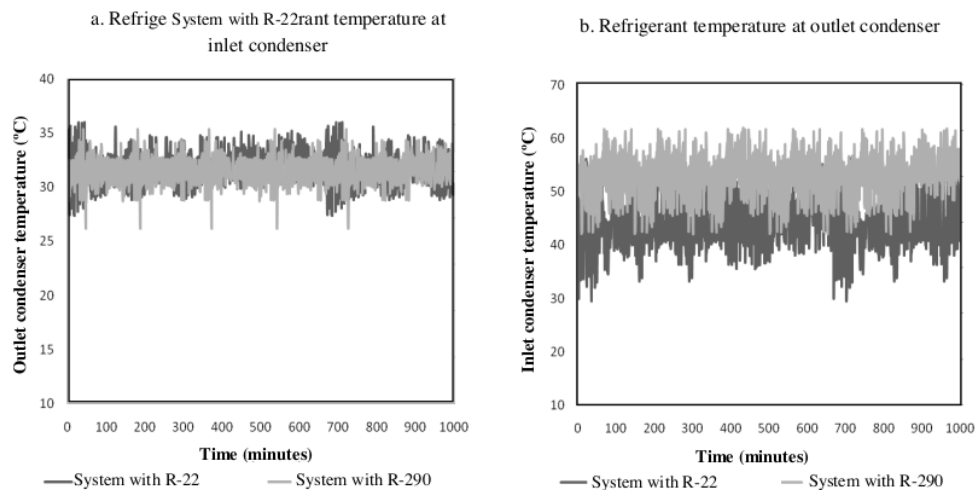 a. Refrige System with R-22rant temperature at
inlet condenser
40
35
30
25
20
15
10
Outlet condenser temperature (ºC)
0 100 200 300 400 500 600 700 800 900 1000
Time (minutes)
System with R-22 System with R-290
b. Refrigerant temperature at outlet condenser
70
60
50
40
30
20
10
Inlet condenser temperature (ºC)
0 100 200 300 400 500 600 700 800 900 1000
Time (minutes)
System with R-22 System with R-290